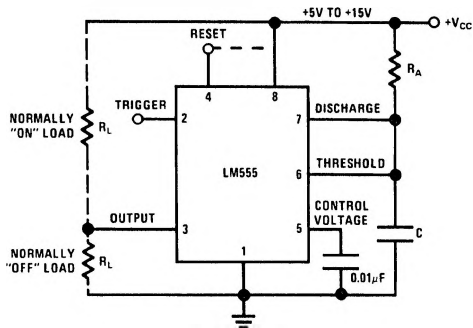 +5V TO +15V
+VCC
RESET
4
8
RA
TRIGGER
2
7
DISCHARGE
NORMALLY
"ON" LOAD
RL
LM555
6
THRESHOLD
OUTPUT
3
CONTROL
VOLTAGE
5
C
NORMALLY
"OFF" LOAD
RL
1
0.01μF